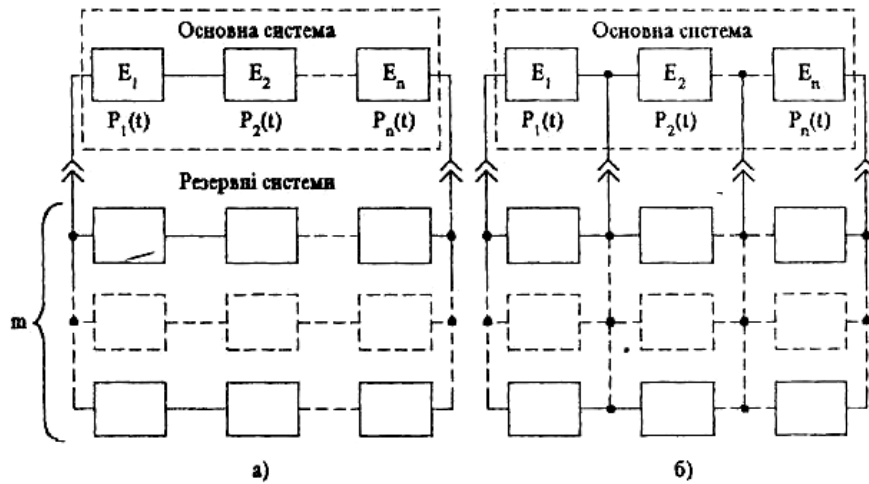 Основна система
Основна система
E₁
E₂
Eₙ
E₁
E₂
Eₙ
P₁(t)
P₂(t)
Pₙ(t)
P₁(t)
P₂(t)
Pₙ(t)
Резервні системи
m
а)
б)